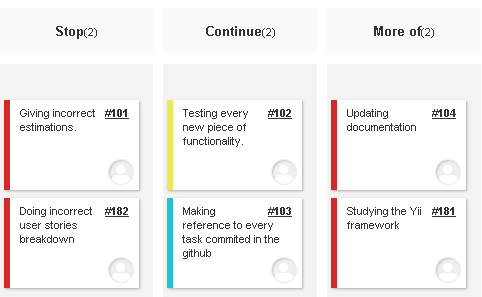 Stop(2)
Continue(2)
More of(2)
Giving incorrect #101
estimations.
Doing incorrect #182
user stories
breakdown
Testing every #102
new piece of
functionality.
Making #103
reference to every
task commited in the
github
Updating #104
documentation
Studying the Yii #181
framework